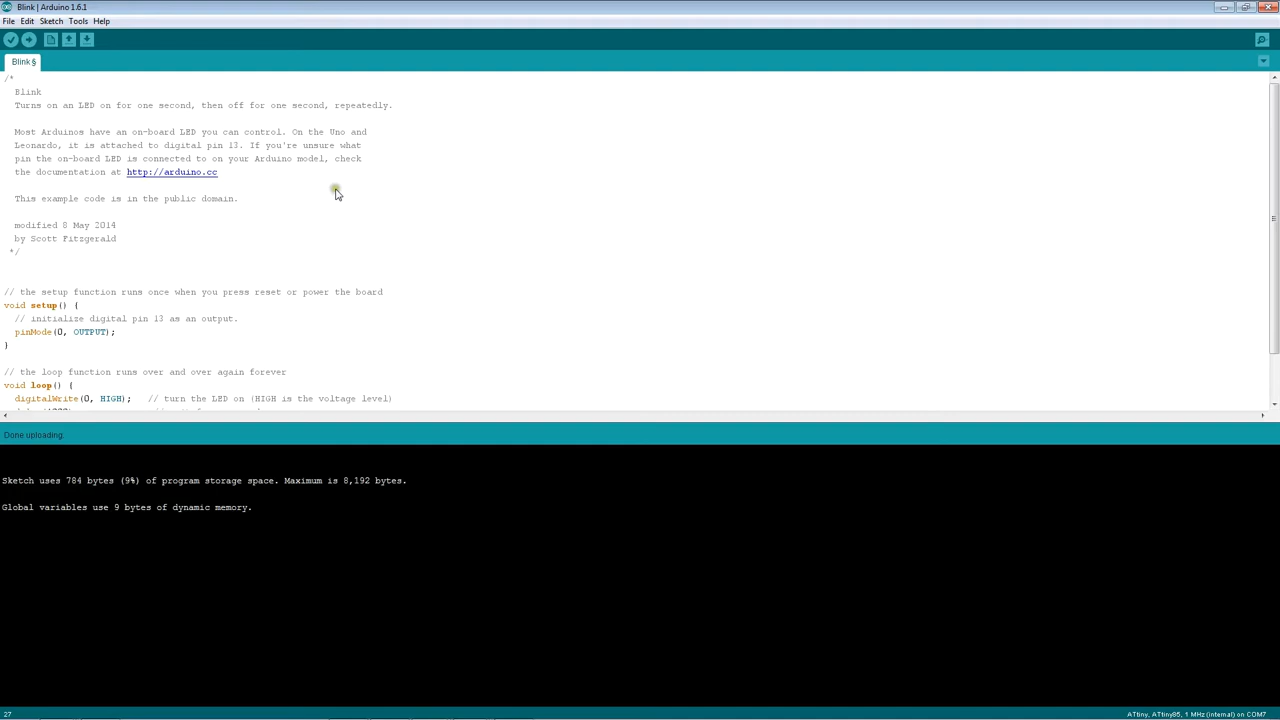 Blink | Arduino 1.6.1
File Edit Sketch Tools Help
Blink §
/*
Blink
Turns on an LED on for one second, then off for one second, repeatedly.
Most Arduinos have an on-board LED you can control. On the Uno and
Leonardo, it is attached to digital pin 13. If you're unsure what
pin the on-board LED is connected to on your Arduino model, check
the documentation at http://arduino.cc
This example code is in the public domain.
modified 8 May 2014
by Scott Fitzgerald
*/
// the setup function runs once when you press reset or power the board
void setup() {
// initialize digital pin 13 as an output.
pinMode(0, OUTPUT);
}
// the loop function runs over and over again forever
void loop() {
digitalWrite(0, HIGH);   // turn the LED on (HIGH is the voltage level)
Done uploading.
Sketch uses 784 bytes (9%) of program storage space. Maximum is 8,192 bytes.
Global variables use 9 bytes of dynamic memory.
27
ATtiny, ATtiny85, 1 MHz (internal) on COM7